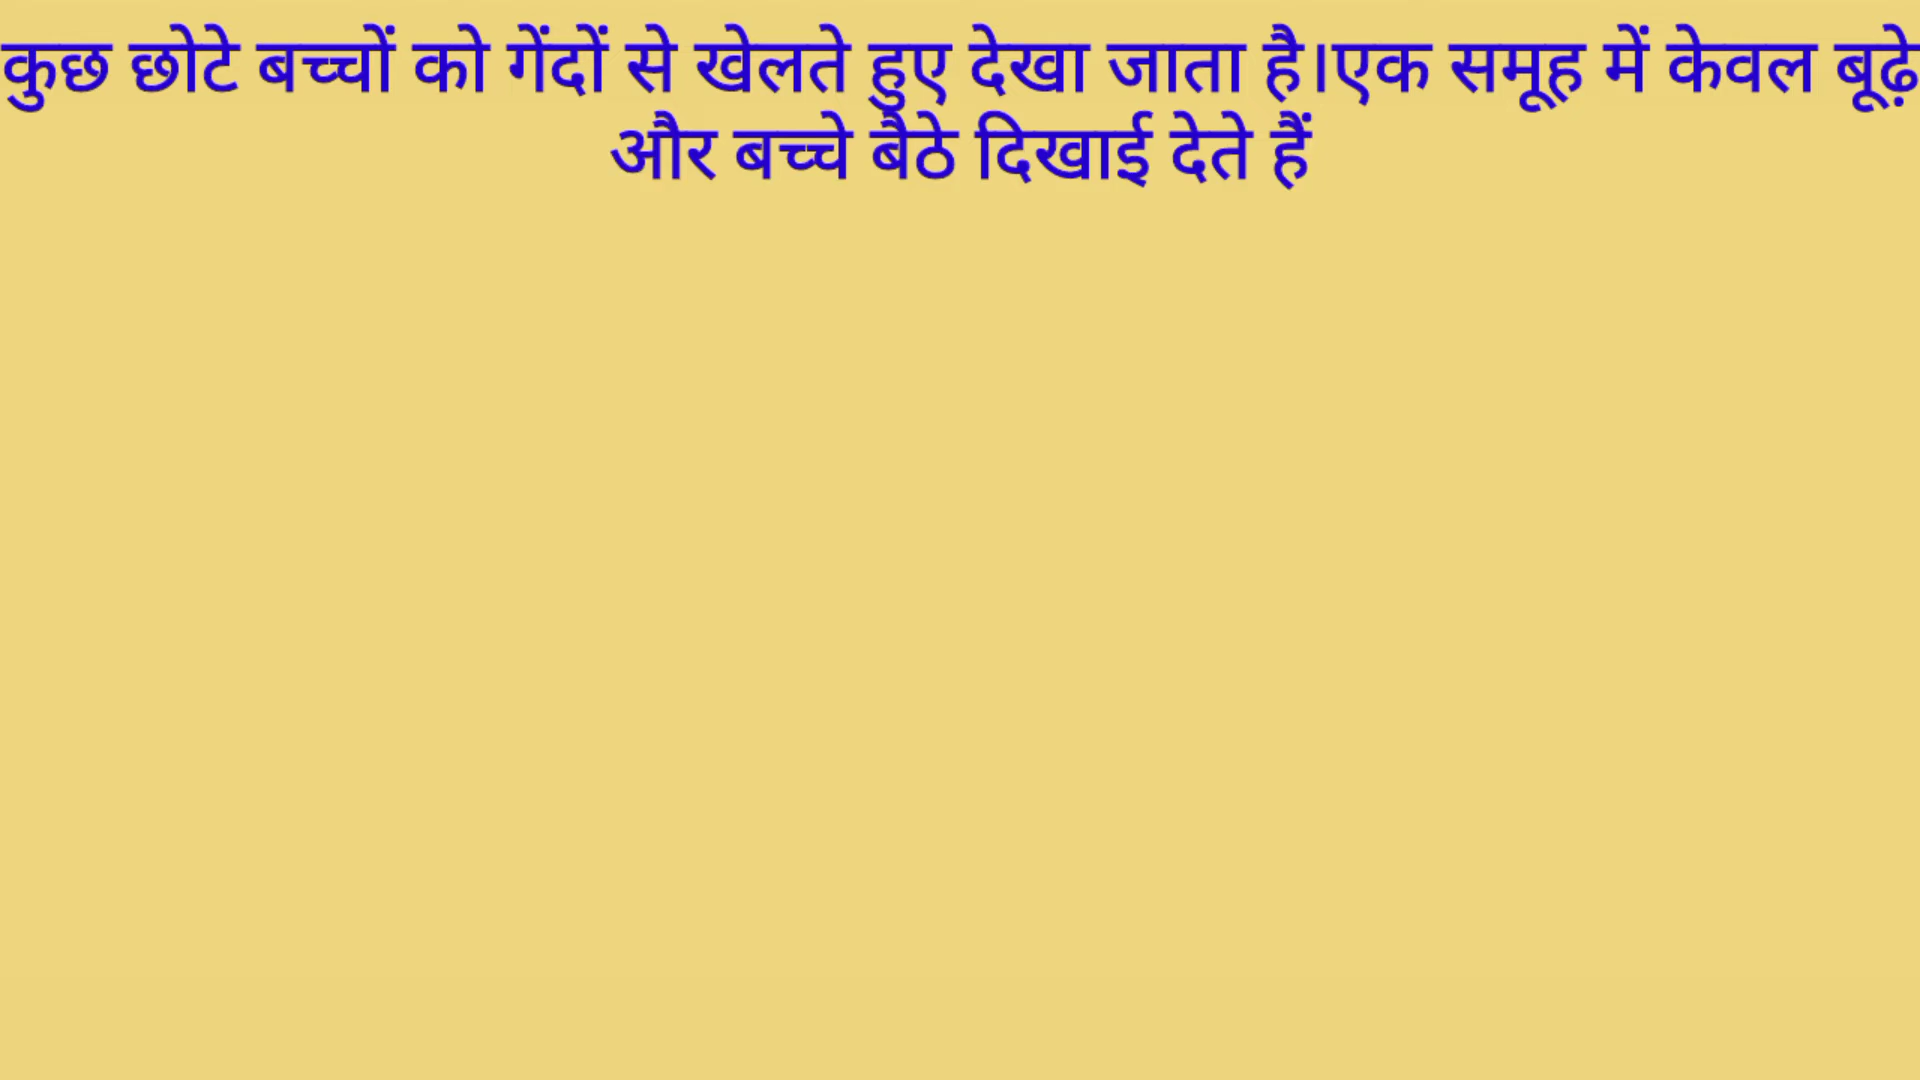 कुछ छोटे बच्चों को गेंदों से खेलते हुए देखा जाता है।एक समूह में केवल बूढ़े
और बच्चे बैठे दिखाई देते हैं